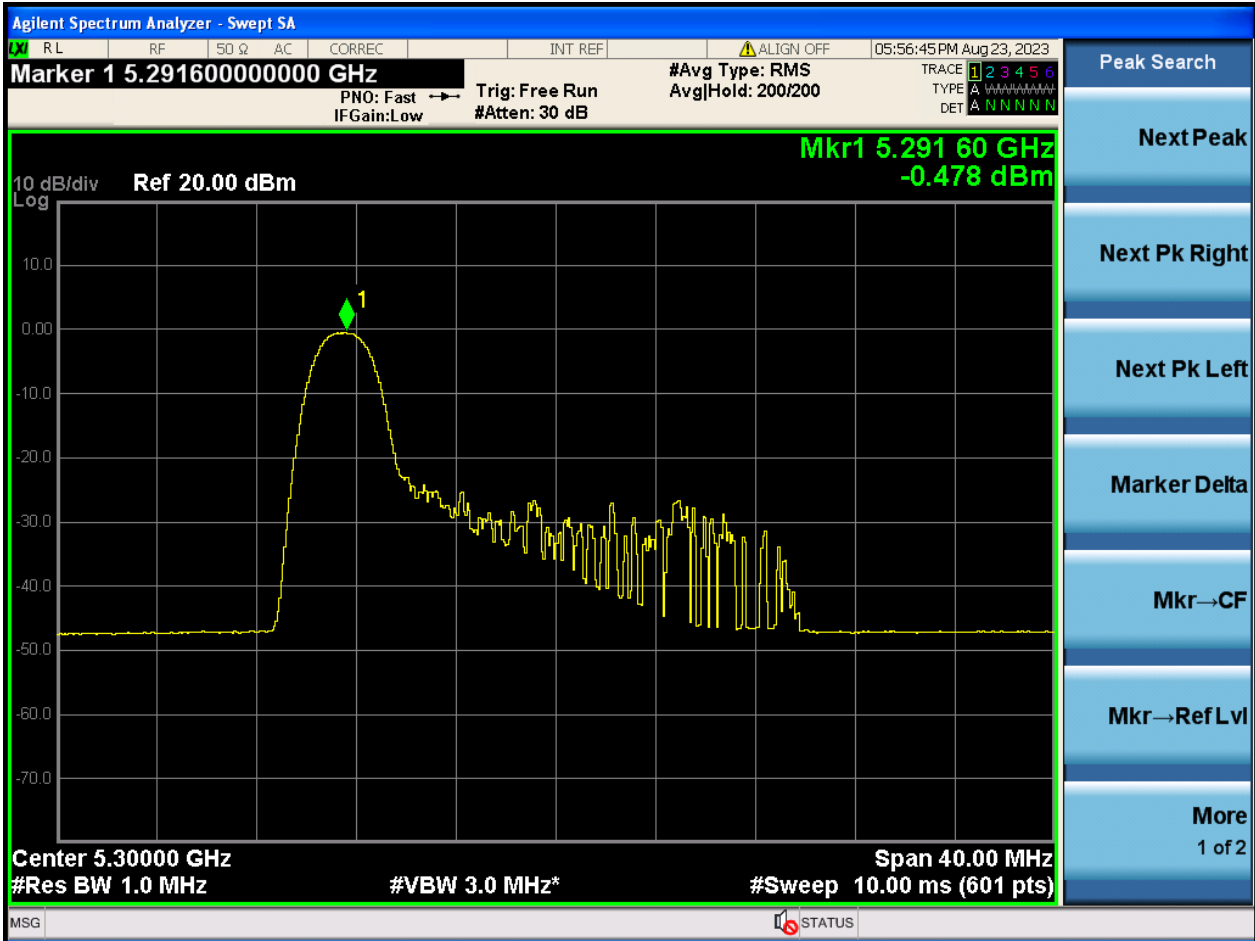 Agilent Spectrum Analyzer - Swept SA
LXI RL RF 50 Ω AC CORREC INT REF ALIGN OFF 05:56:45 PM Aug 23, 2023
Marker 1 5.291600000000 GHz
PNO: Fast
IFGain:Low
Trig: Free Run
#Atten: 30 dB
#Avg Type: RMS
Avg|Hold: 200/200
TRACE 1 2 3 4 5 6
TYPE A WWWWWW
DET A N N N N N
Mkr1 5.291 60 GHz
-0.478 dBm
10 dB/div Ref 20.00 dBm
Log
10.0
1
0.00
-10.0
-20.0
-30.0
-40.0
-50.0
-60.0
-70.0
Center 5.30000 GHz Span 40.00 MHz
#Res BW 1.0 MHz #VBW 3.0 MHz* #Sweep 10.00 ms (601 pts)
MSG STATUS
Peak Search
Next Peak
Next Pk Right
Next Pk Left
Marker Delta
Mkr→CF
Mkr→Ref Lvl
More
1 of 2